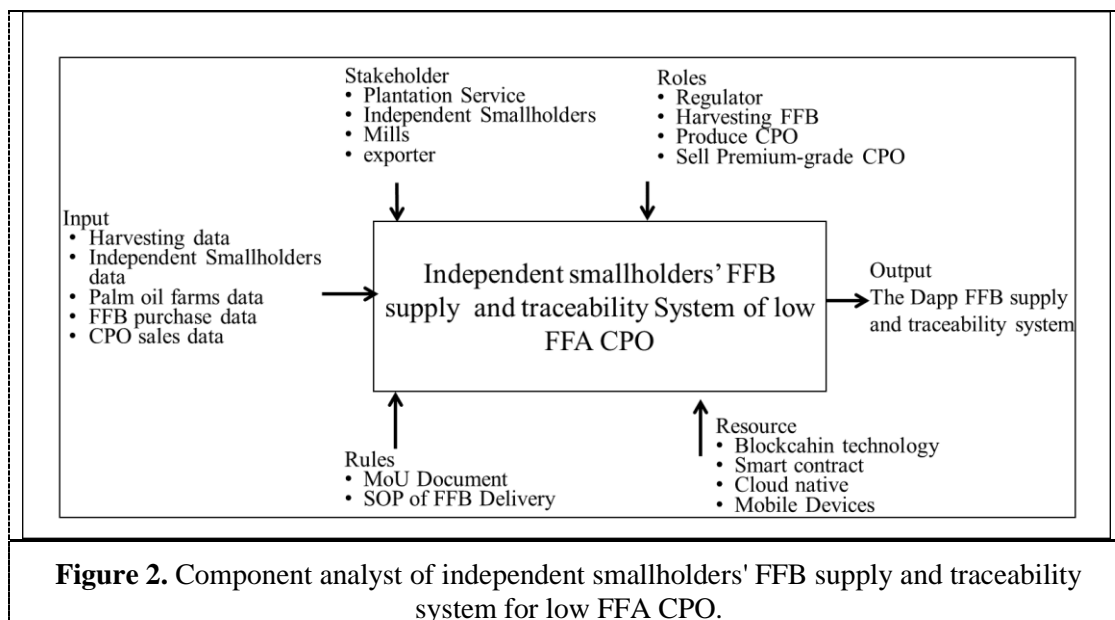 Stakeholder
• Plantation Service
• Independent Smallholders
• Mills
• exporter
Roles
• Regulator
• Harvesting FFB
• Produce CPO
• Sell Premium-grade CPO
Input
• Harvesting data
• Independent Smallholders
data
• Palm oil farms data
• FFB purchase data
• CPO sales data
Independent smallholders’ FFB
supply and traceability System of low
FFA CPO
Output
The Dapp FFB supply
and traceability system
Rules
• MoU Document
• SOP of FFB Delivery
Resource
• Blockcahin technology
• Smart contract
• Cloud native
• Mobile Devices
Figure 2. Component analyst of independent smallholders' FFB supply and traceability
system for low FFA CPO.